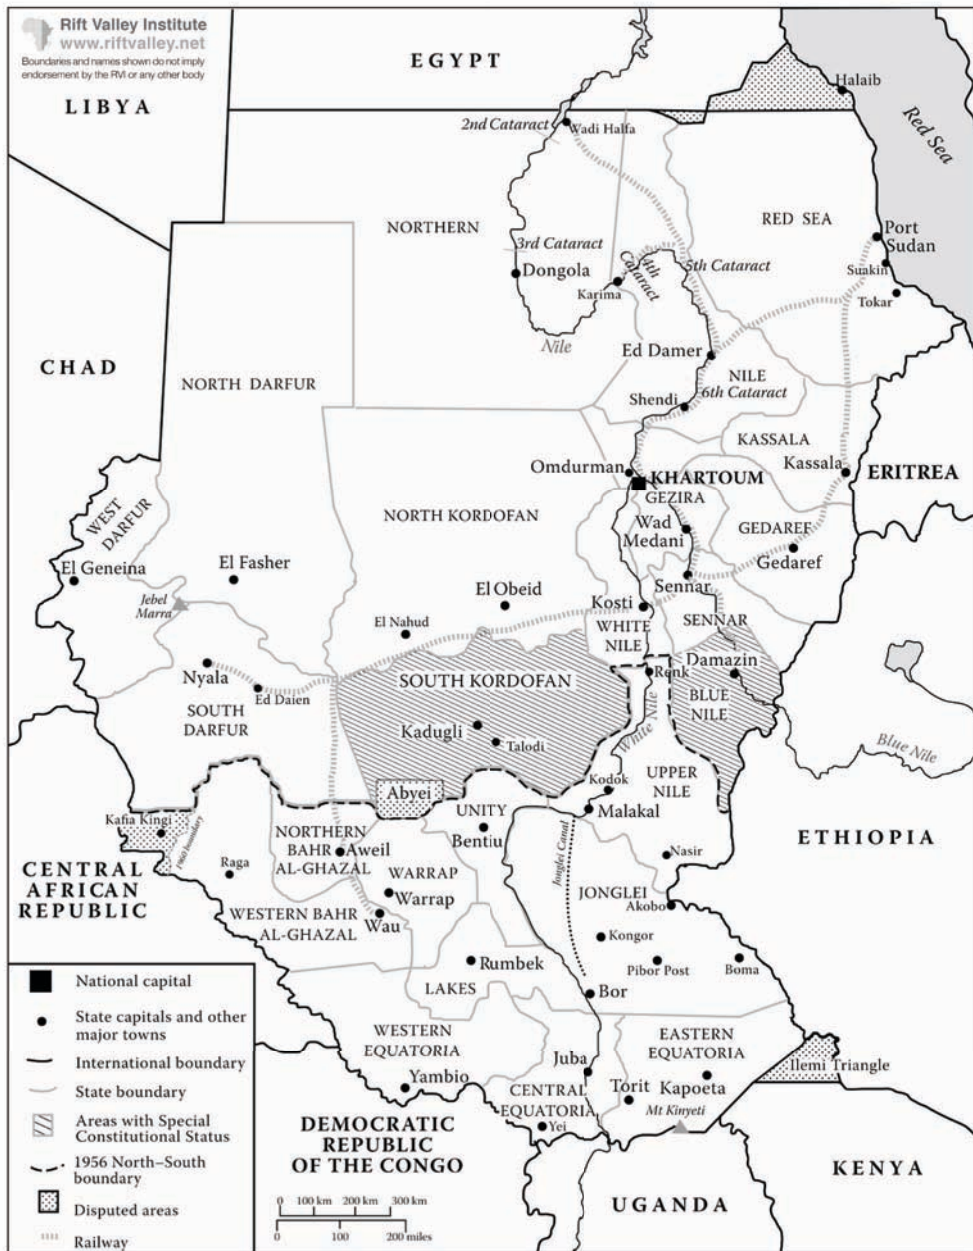 Rift Valley Institute
www.riftvalley.net
Boundaries and names shown do not imply
endorsement by the RVI or any other body
EGYPT
LIBYA
Halaib
Red Sea
2nd Cataract
Wadi Halfa
NORTHERN
RED SEA
3rd Cataract
4th
Cataract
5th Cataract
Port
Sudan
Dongola
Suakin
Karima
Tokar
Nile
Ed Damer
CHAD
NORTH DARFUR
NILE
6th Cataract
Shendi
KASSALA
Omdurman
KHARTOUM
Kassala
ERITREA
GEZIRA
WEST
DARFUR
NORTH KORDOFAN
Wad
Medani
GEDAREF
Gedaref
El Geneina
El Fasher
Sennar
Jebel
Marra
El Obeid
Kosti
El Nahud
WHITE
NILE
SENNAR
Nyala
SOUTH KORDOFAN
Renk
Damazin
Ed Daien
BLUE
NILE
SOUTH
DARFUR
Kadugli
Talodi
White Nile
Blue Nile
Kodok
UPPER
NILE
Abyei
UNITY
Malakal
Kafia Kingi
1960 boundary
NORTHERN
BAHR
AL-GHAZAL
Aweil
Bentiu
Jonglei Canal
ETHIOPIA
CENTRAL
AFRICAN
REPUBLIC
Raga
WARRAP
Warrap
Nasir
JONGLEI
Akobo
WESTERN BAHR
AL-GHAZAL
Wau
Kongor
Rumbek
Pibor Post
Boma
LAKES
Bor
WESTERN
EQUATORIA
EASTERN
EQUATORIA
Juba
Ilemi Triangle
Yambio
CENTRAL
EQUATORIA
Torit
Kapoeta
Mt Kinyeti
Yei
DEMOCRATIC
REPUBLIC
OF THE CONGO
KENYA
UGANDA
National capital
State capitals and other
major towns
International boundary
State boundary
Areas with Special
Constitutional Status
1956 North–South
boundary
Disputed areas
Railway
0 100 km 200 km 300 km
0 100 200 miles